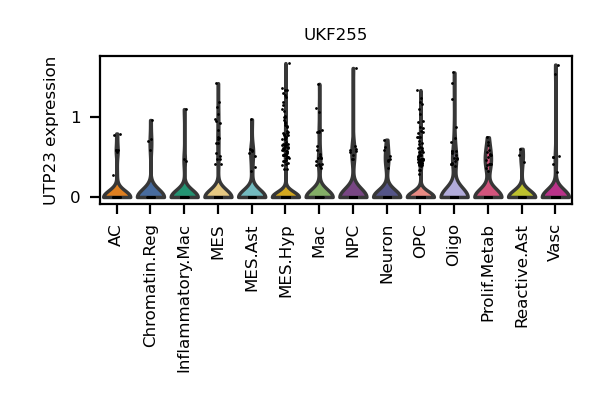 UKF255
UTP23 expression
1
0
AC
Chromatin.Reg
Inflammatory.Mac
MES
MES.Ast
MES.Hyp
Mac
NPC
Neuron
OPC
Oligo
Prolif.Metab
Reactive.Ast
Vasc